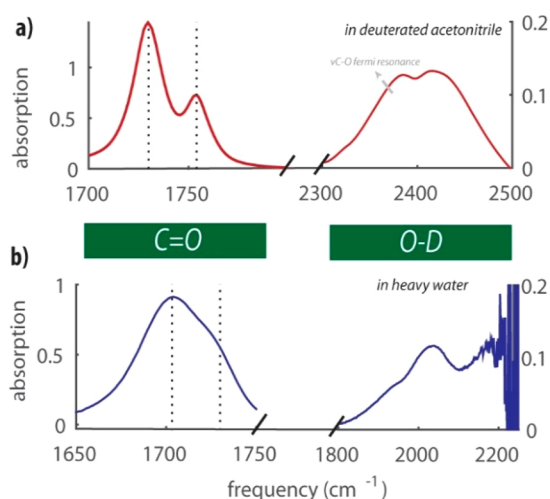 a)
in deuterated acetonitrile
0.2
νC-O fermi resonance
1
0.1
absorption
0.5
0
0
1700
1750
2300
2400
2500
C=O
O-D
b)
in heavy water
1
0.2
absorption
0.5
0.1
0
0
1650
1700
1750
1800
2000
2200
frequency (cm -1)